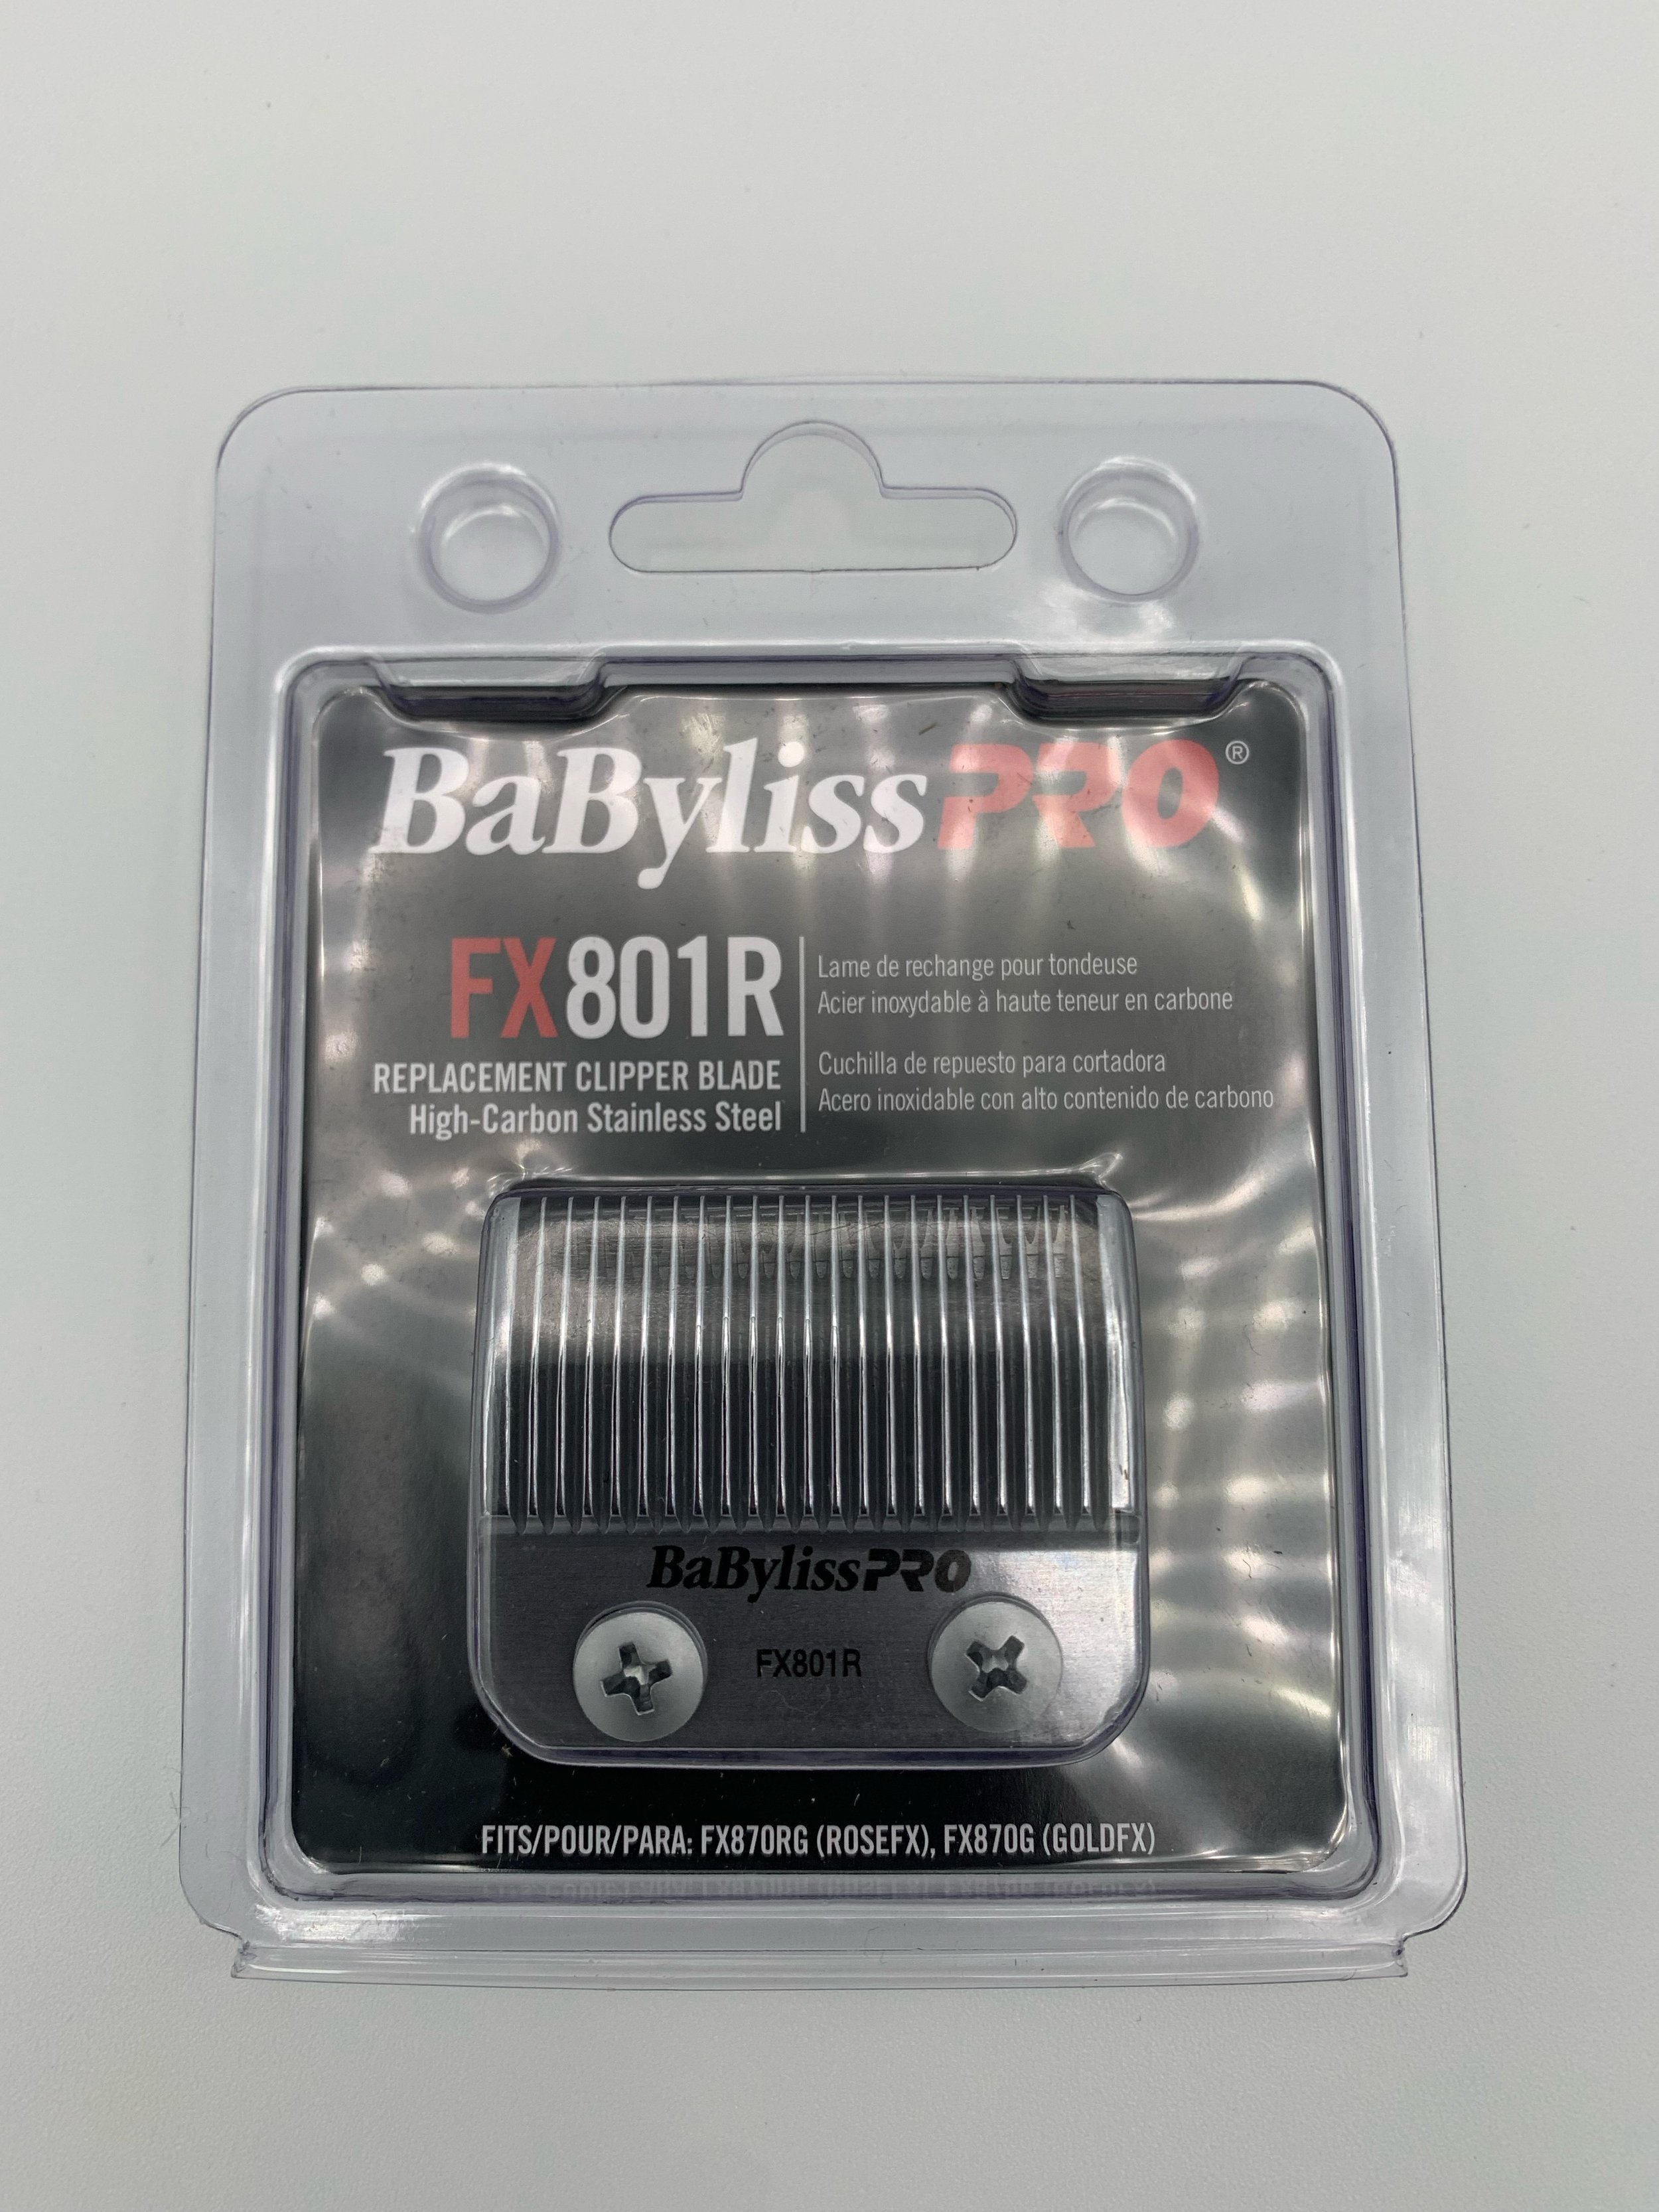 BaBylissPRO®
FX801R
REPLACEMENT CLIPPER BLADE
High-Carbon Stainless Steel
Lame de rechange pour tondeuse
Acier inoxydable à haute teneur en carbone
Cuchilla de repuesto para cortadora
Acero inoxidable con alto contenido de carbono
BaBylissPRO
FX801R
FITS/POUR/PARA: FX870RG (ROSEFX), FX870G (GOLDFX)